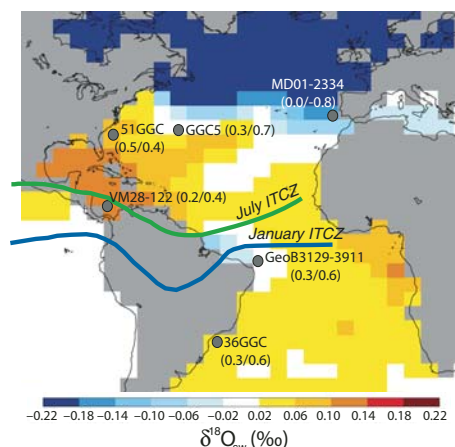 MD01-2334
(0.0/-0.8)
51GGC
(0.5/0.4)
GGC5 (0.3/0.7)
VM28-122 (0.2/0.4)
July ITCZ
January ITCZ
GeoB3129-3911
(0.3/0.6)
36GGC
(0.3/0.6)
−0.22 −0.18 −0.14 −0.10 −0.06 −0.02 0.02 0.06 0.10 0.14 0.18 0.22
δ18Osw (‰)